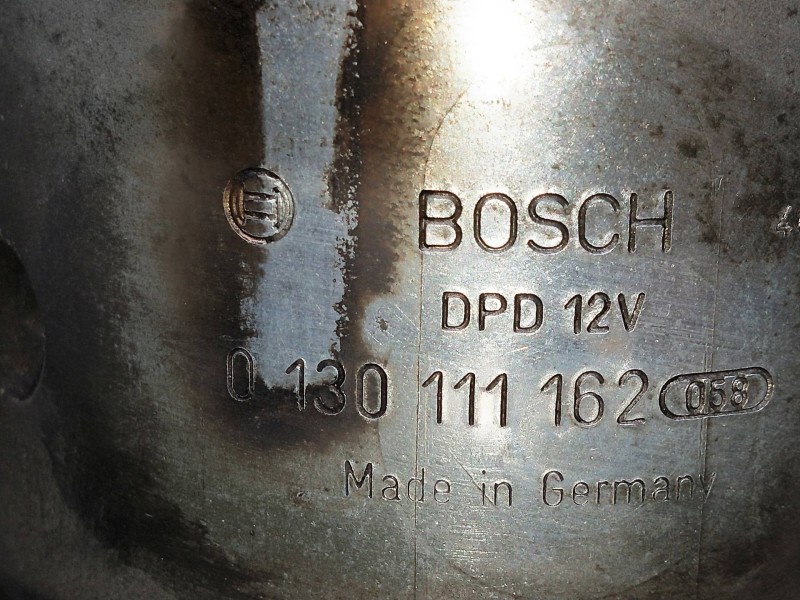 BOSCH
DPD 12V
0 130 111 162 058
Made in Germany